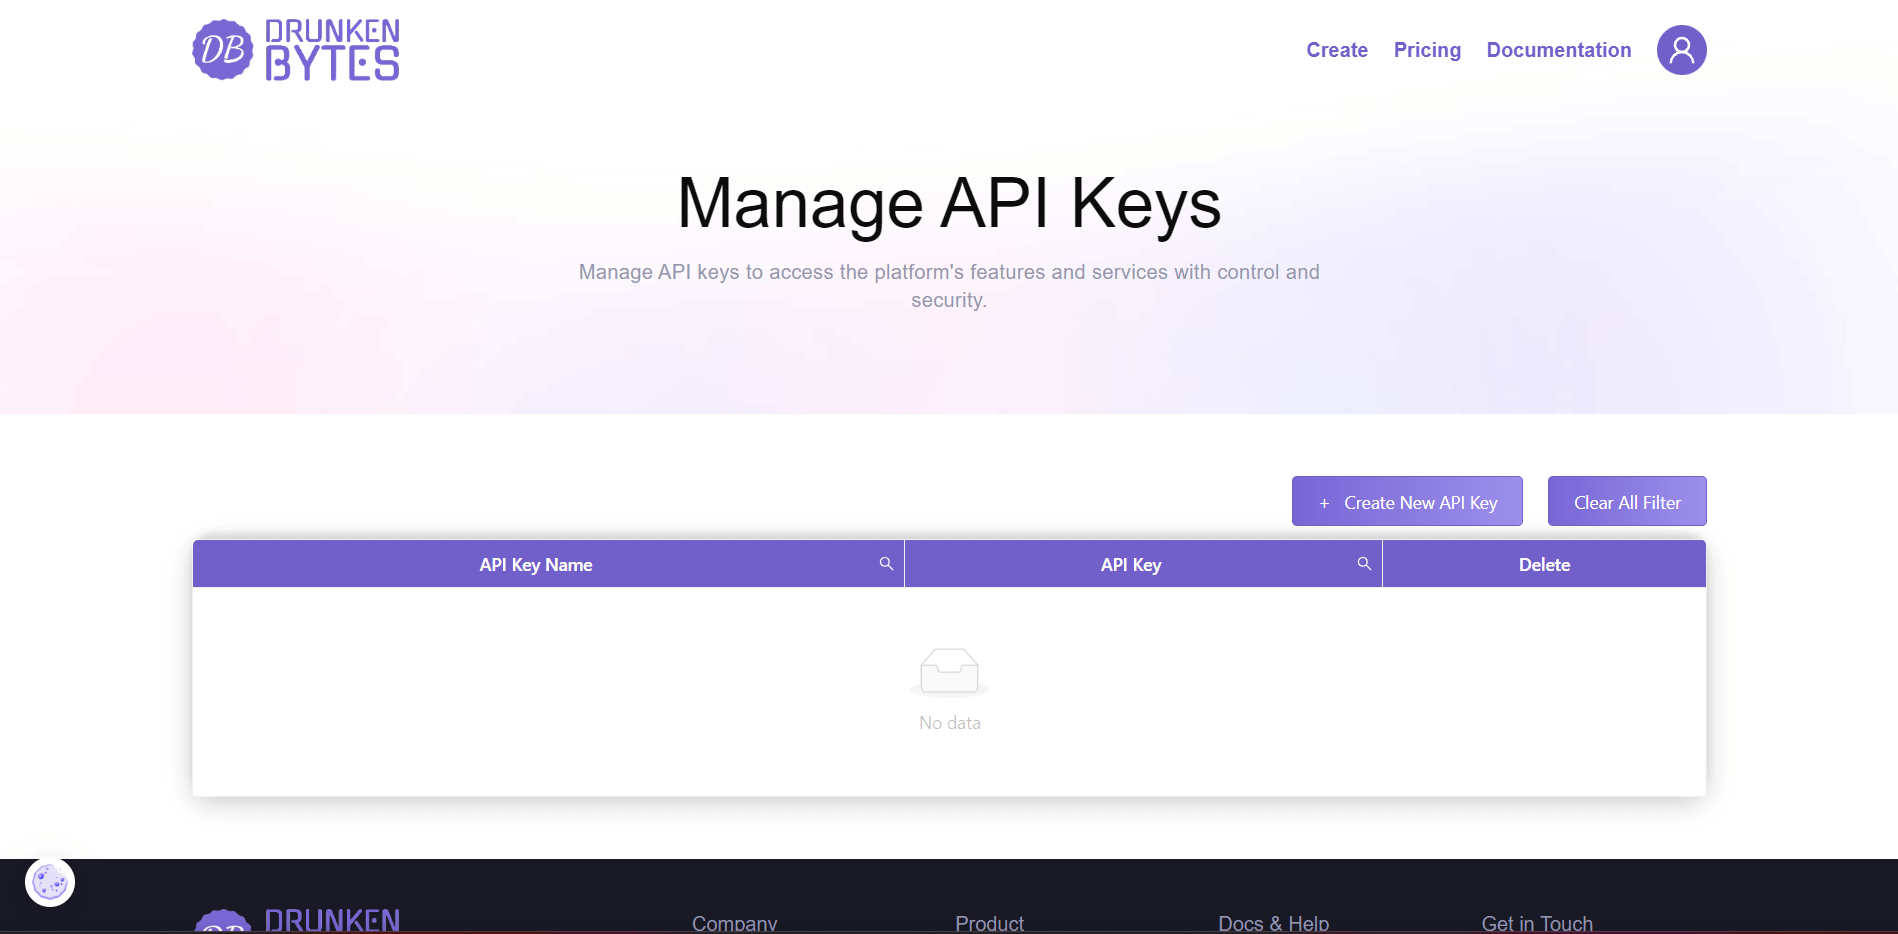 DB DRUNKEN
BYTES
Create Pricing Documentation
Manage API Keys
Manage API keys to access the platform's features and services with control and
security.
+ Create New API Key
Clear All Filter
API Key Name API Key Delete
No data
DB DRUNKEN
Company Product Docs & Help Get in Touch